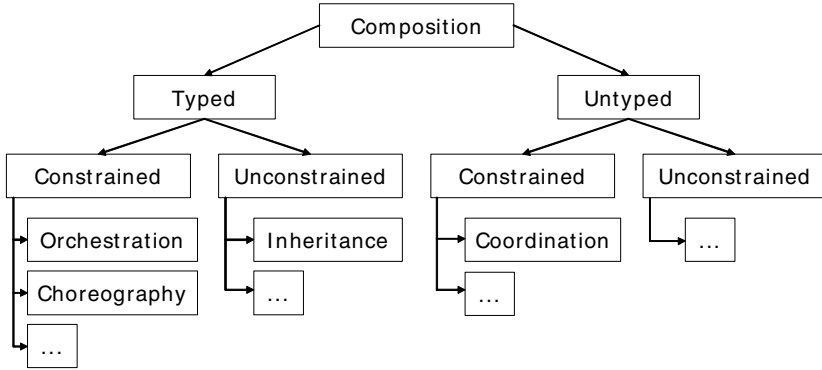 Composition
Typed
Untyped
Constrained
Unconstrained
Constrained
Unconstrained
Orchestration
Inheritance
Coordination
...
Choreography
...
...
...